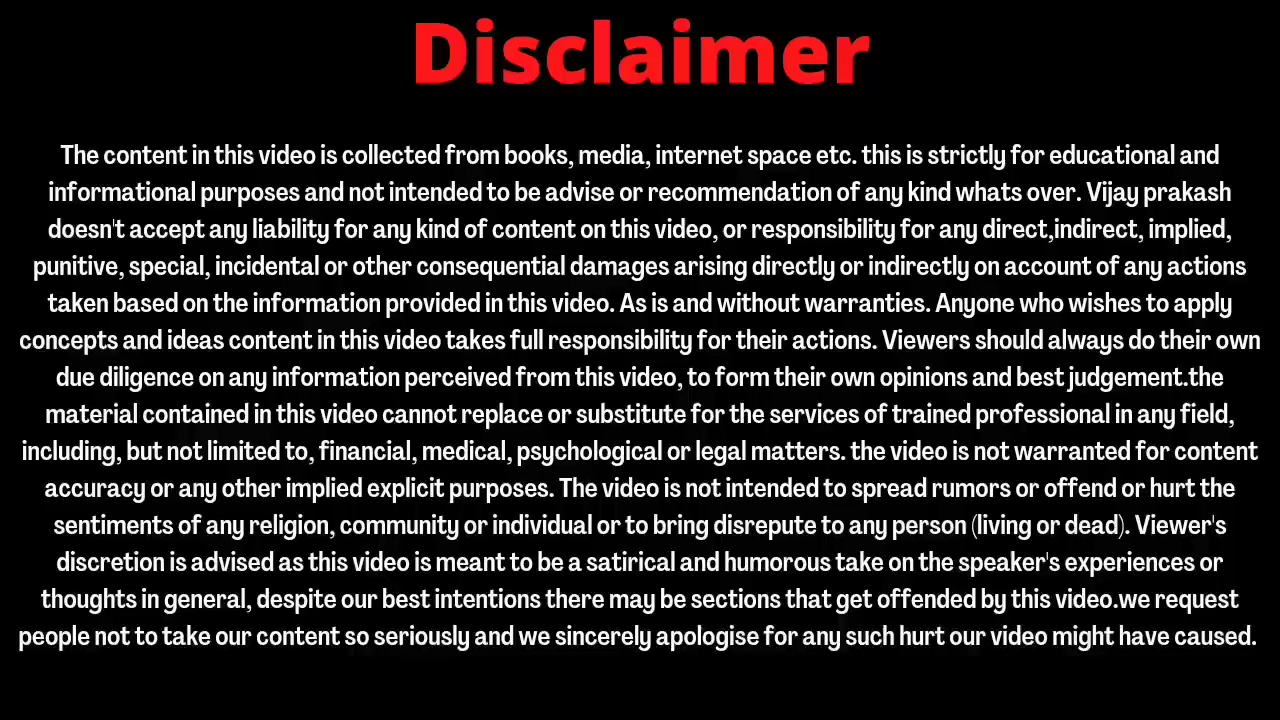 Disclaimer
The content in this video is collected from books, media, internet space etc. this is strictly for educational and
informational purposes and not intended to be advise or recommendation of any kind whats over. Vijay prakash
doesn't accept any liability for any kind of content on this video, or responsibility for any direct,indirect, implied,
punitive, special, incidental or other consequential damages arising directly or indirectly on account of any actions
taken based on the information provided in this video. As is and without warranties. Anyone who wishes to apply
concepts and ideas content in this video takes full responsibility for their actions. Viewers should always do their own
due diligence on any information perceived from this video, to form their own opinions and best judgement.the
material contained in this video cannot replace or substitute for the services of trained professional in any field,
including, but not limited to, financial, medical, psychological or legal matters. the video is not warranted for content
accuracy or any other implied explicit purposes. The video is not intended to spread rumors or offend or hurt the
sentiments of any religion, community or individual or to bring disrepute to any person (living or dead). Viewer's
discretion is advised as this video is meant to be a satirical and humorous take on the speaker's experiences or
thoughts in general, despite our best intentions there may be sections that get offended by this video.we request
people not to take our content so seriously and we sincerely apologise for any such hurt our video might have caused.